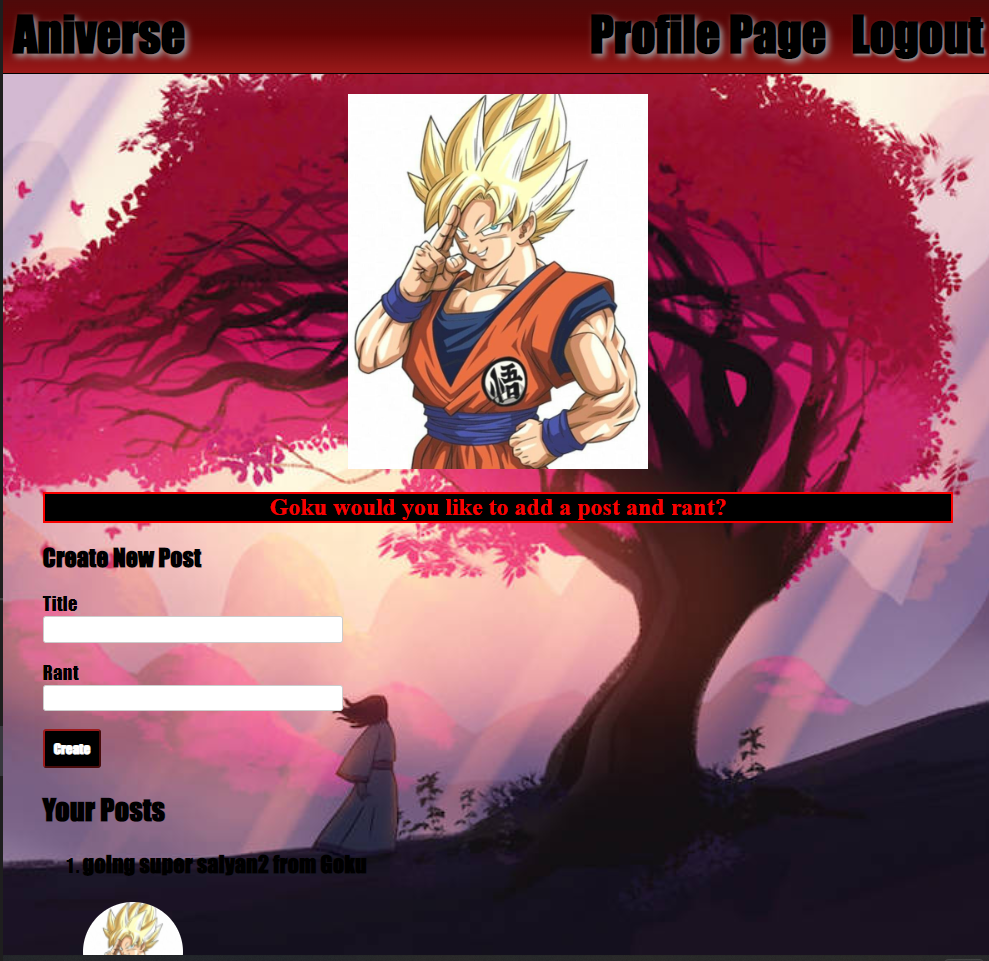 Aniverse Profile Page Logout
悟
Goku would you like to add a post and rant?
Create New Post
Title
Rant
Create
Your Posts
1. going super saiyan2 from Goku